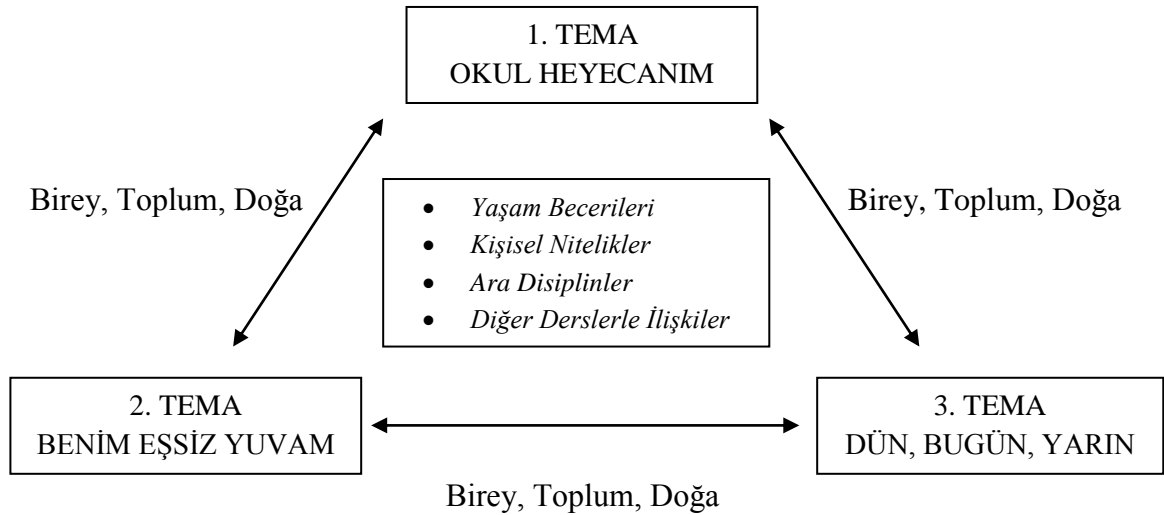 1. TEMA
OKUL HEYECANIM
Birey, Toplum, Doğa
Birey, Toplum, Doğa
• Yaşam Becerileri
• Kişisel Nitelikler
• Ara Disiplinler
• Diğer Derslerle İlişkiler
2. TEMA
BENİM EŞSİZ YUVAM
3. TEMA
DÜN, BUGÜN, YARIN
Birey, Toplum, Doğa